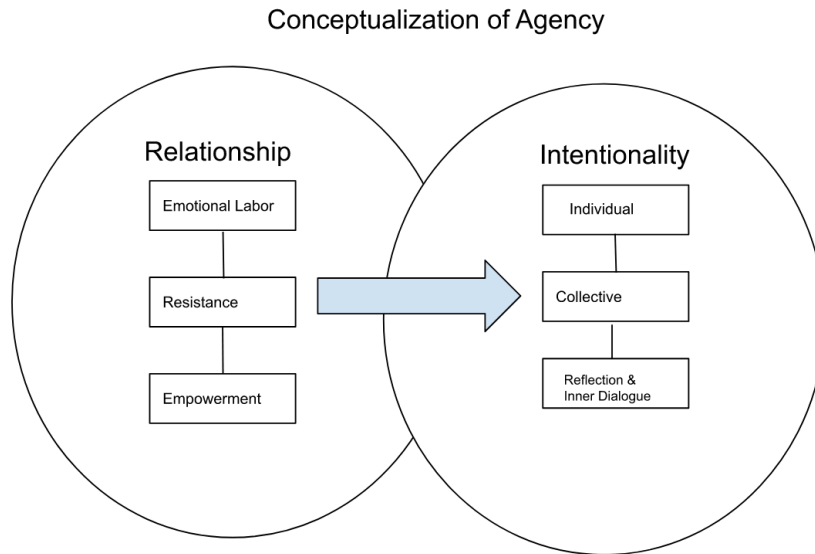 Conceptualization of Agency
Relationship
Emotional Labor
Resistance
Empowerment
Intentionality
Individual
Collective
Reflection &
Inner Dialogue